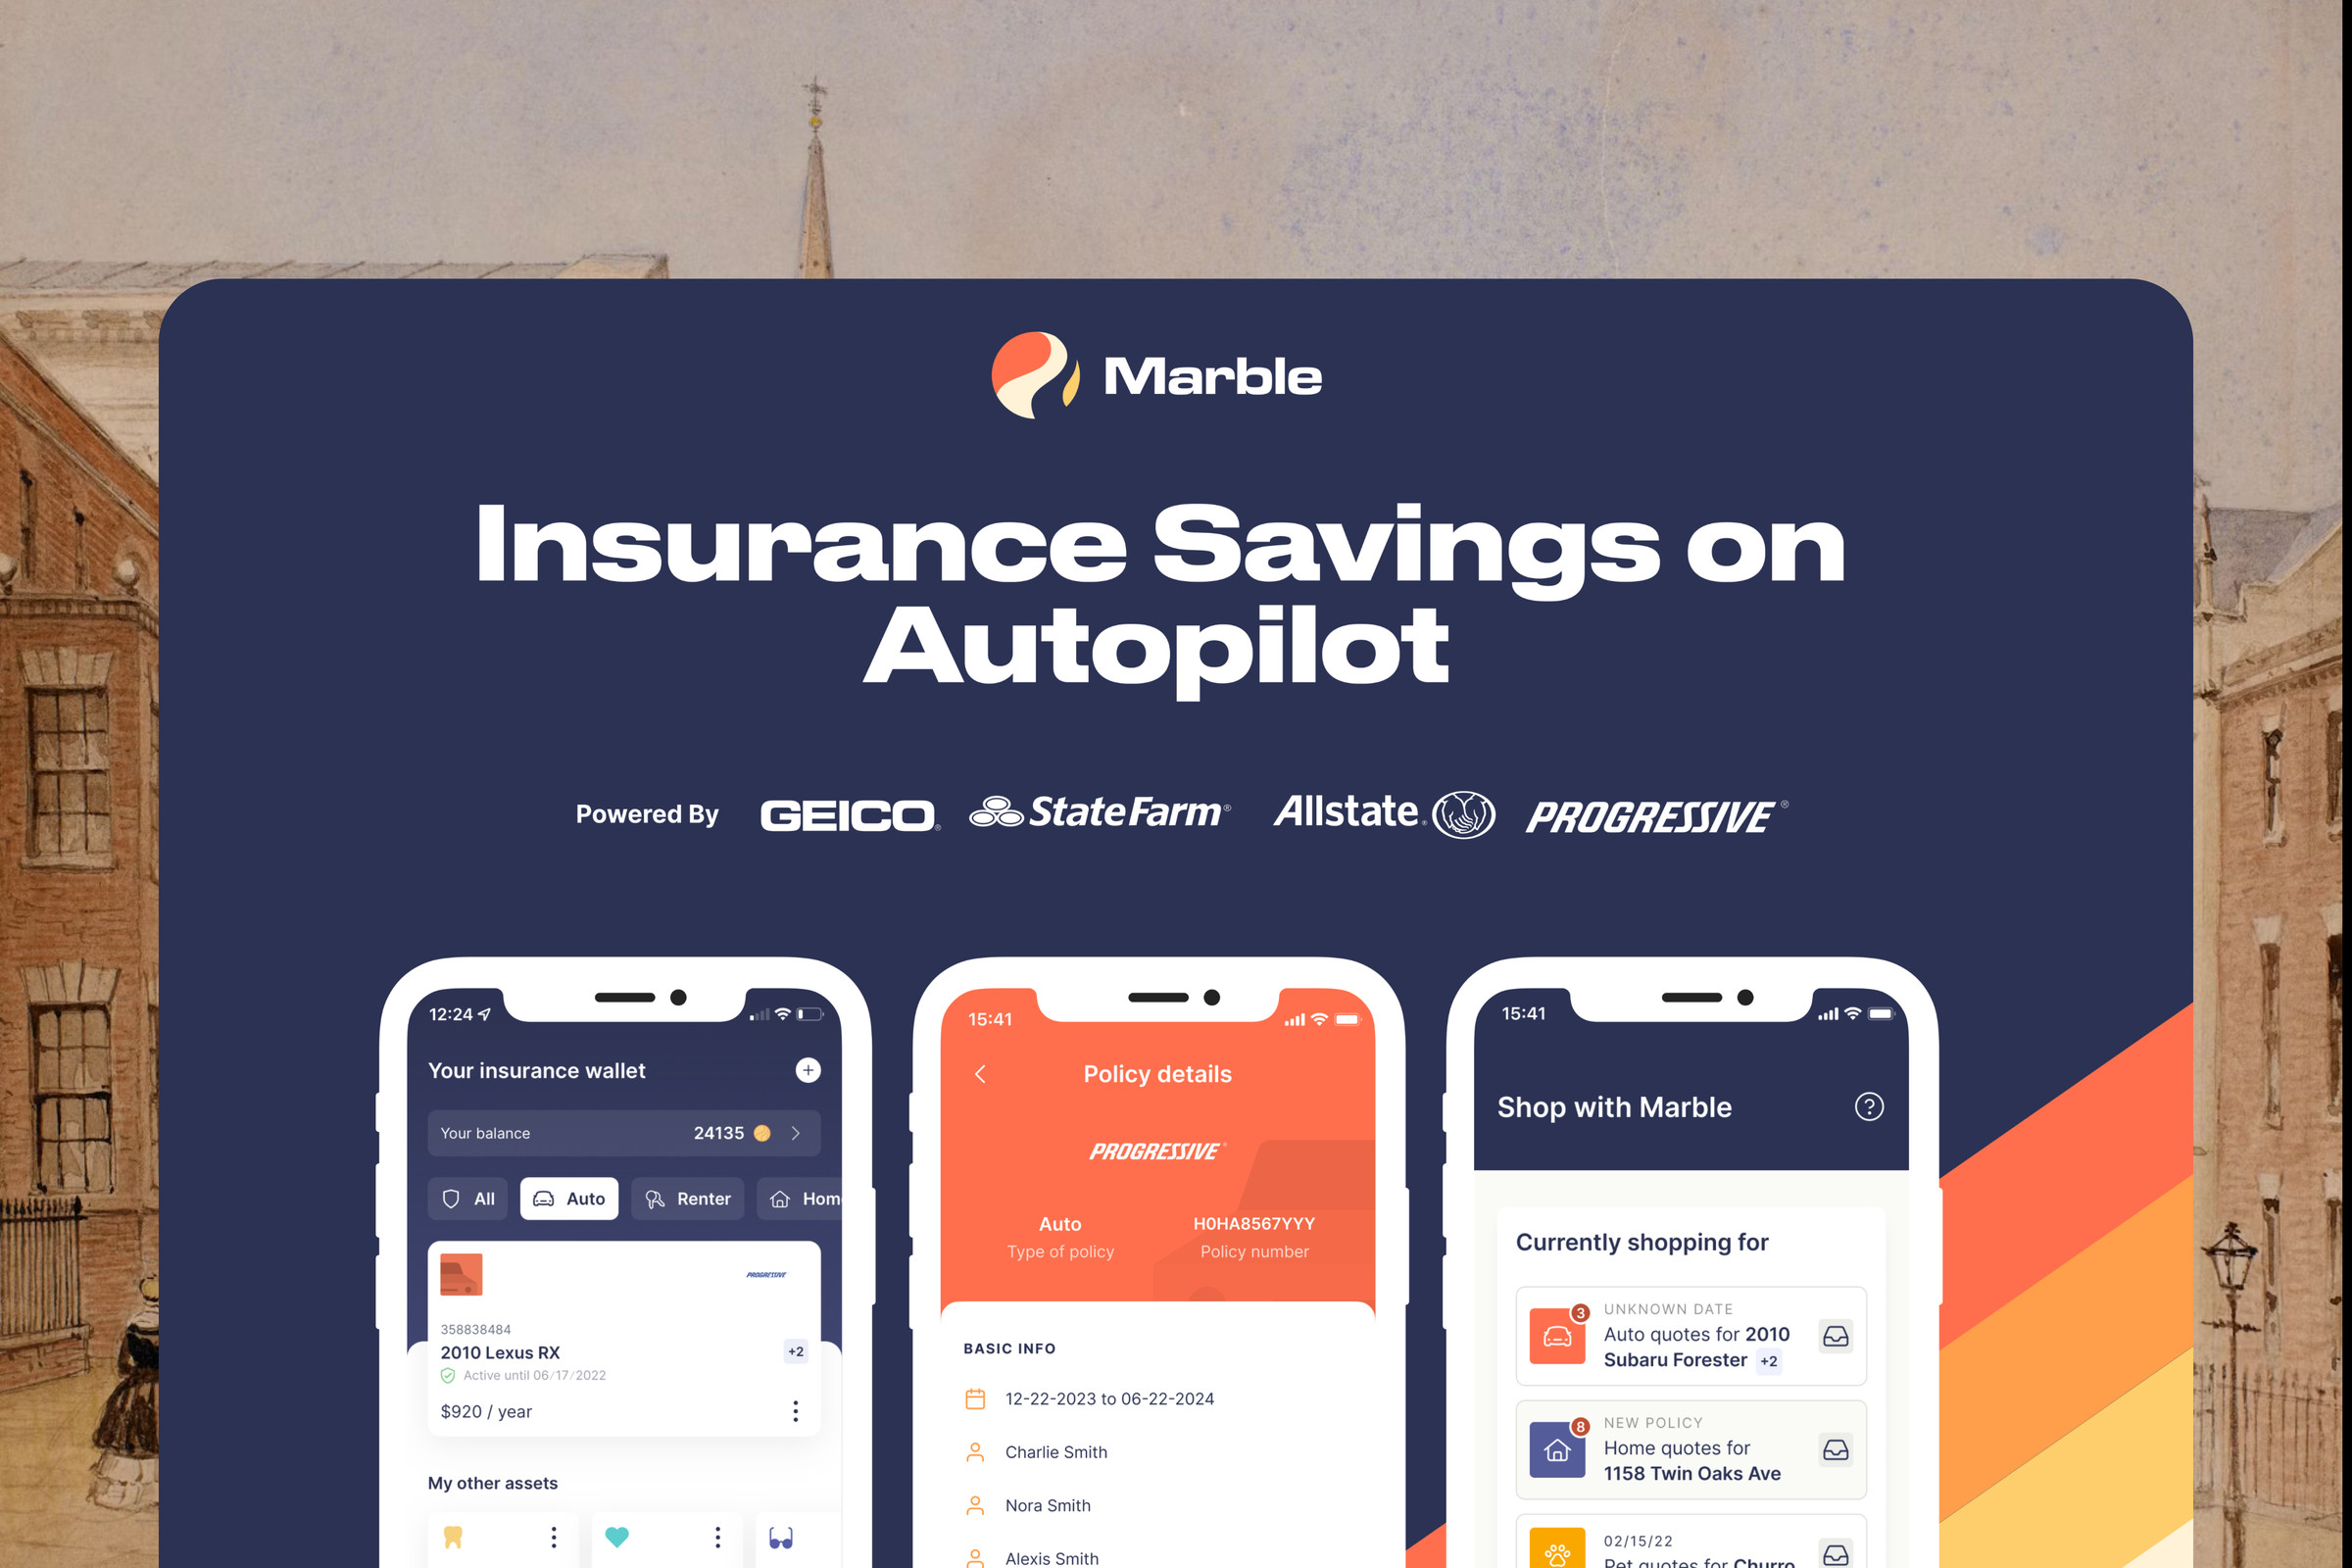 Marble
Insurance Savings on
Autopilot
Powered By GEICO® StateFarm® Allstate® PROGRESSIVE®
12:24
Your insurance wallet
Your balance 24135
All Auto Renter Hom
PROGRESSIVE
358838484
2010 Lexus RX +2
Active until 06/17/2022
$920 / year
My other assets
15:41
Policy details
PROGRESSIVE®
Auto H0HA8567YYY
Type of policy Policy number
BASIC INFO
12-22-2023 to 06-22-2024
Charlie Smith
Nora Smith
Alexis Smith
15:41
Shop with Marble
Currently shopping for
3
UNKNOWN DATE
Auto quotes for 2010
Subaru Forester +2
8
NEW POLICY
Home quotes for
1158 Twin Oaks Ave
02/15/22
Pet quotes for Churro